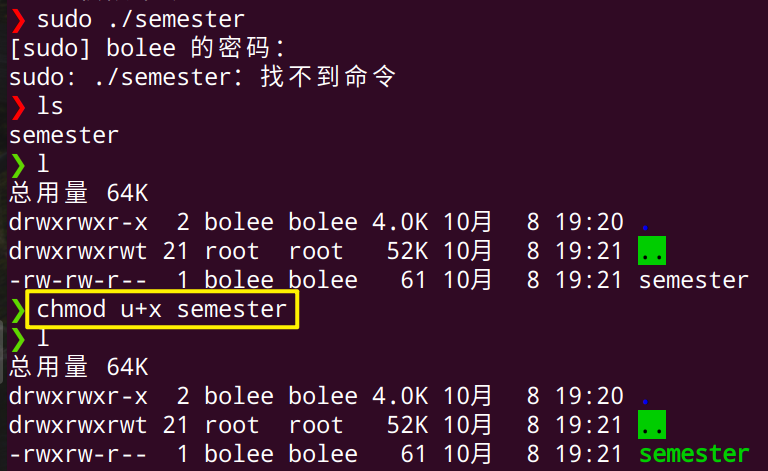 ❯ sudo ./semester
[sudo] bolee 的密码：
sudo: ./semester：找不到命令
❯ ls
semester
❯ l
总用量 64K
drwxrwxr-x  2 bolee bolee 4.0K 10月  8 19:20 .
drwxrwxrwt 21 root  root   52K 10月  8 19:21 ..
-rw-rw-r--  1 bolee bolee   61 10月  8 19:21 semester
❯ chmod u+x semester
❯ l
总用量 64K
drwxrwxr-x  2 bolee bolee 4.0K 10月  8 19:20 .
drwxrwxrwt 21 root  root   52K 10月  8 19:21 ..
-rwxrw-r--  1 bolee bolee   61 10月  8 19:21 semester